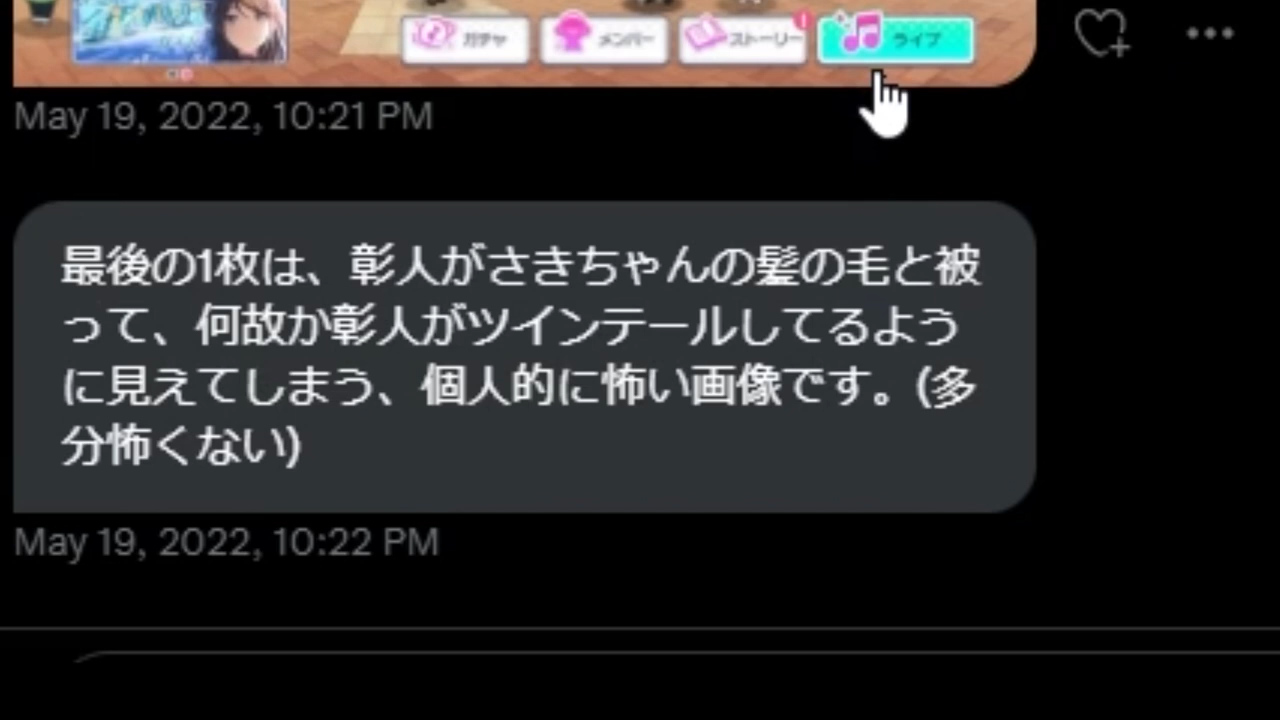 ガチャ メンバー ストーリー ライブ
May 19, 2022, 10:21 PM
最後の1枚は、彰人がさきちゃんの髪の毛と被
って、何故か彰人がツインテールしてるよう
に見えてしまう、個人的に怖い画像です。(多
分怖くない)
May 19, 2022, 10:22 PM